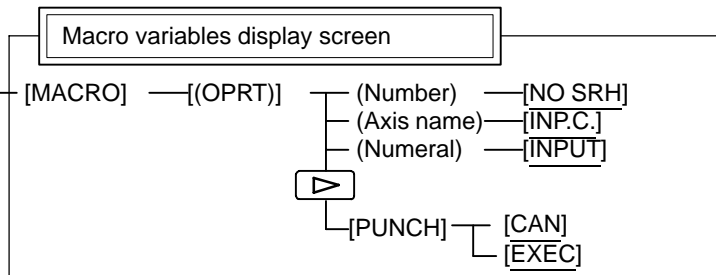 Macro variables display screen
[MACRO] [(OPRT)] (Number) [NO SRH]
(Axis name) [INP.C.]
(Numeral) [INPUT]
[PUNCH] [CAN]
[EXEC]